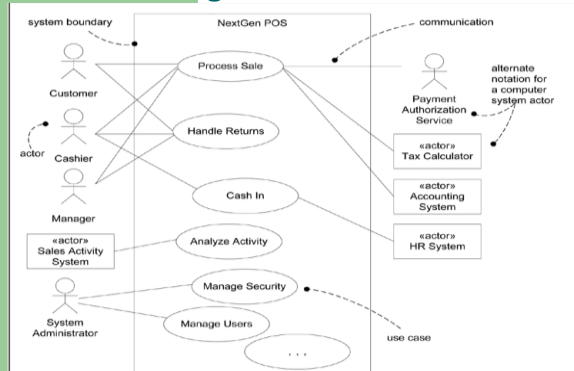 system boundary
NextGen POS
communication
Customer
Process Sale
Payment
Authorization
Service
alternate
notation for
a computer
system actor
actor
Cashier
Handle Returns
«actor»
Tax Calculator
Manager
Cash In
«actor»
Accounting
System
«actor»
Sales Activity
System
Analyze Activity
«actor»
HR System
System
Administrator
Manage Security
Manage Users
use case
. . .